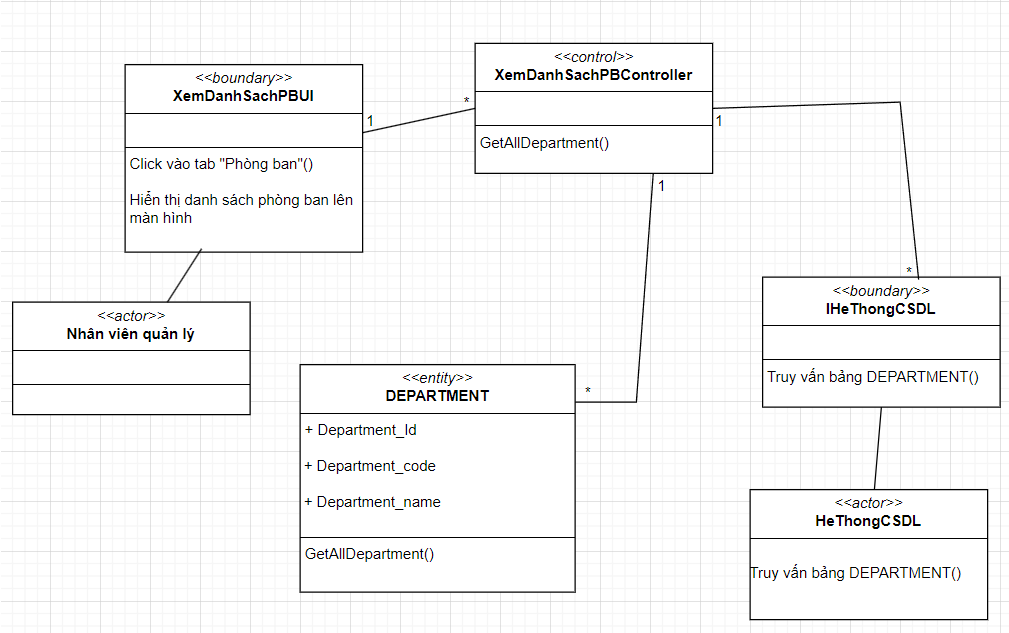 <<boundary>>
XemDanhSachPBUI
Click vào tab "Phòng ban"()
Hiển thị danh sách phòng ban lên
màn hình
1
*
<<control>>
XemDanhSachPBController
GetAllDepartment()
1
1
*
<<boundary>>
IHeThongCSDL
Truy vấn bảng DEPARTMENT()
<<actor>>
Nhân viên quản lý
<<entity>>
DEPARTMENT
+ Department_Id
+ Department_code
+ Department_name
GetAllDepartment()
*
<<actor>>
HeThongCSDL
Truy vấn bảng DEPARTMENT()